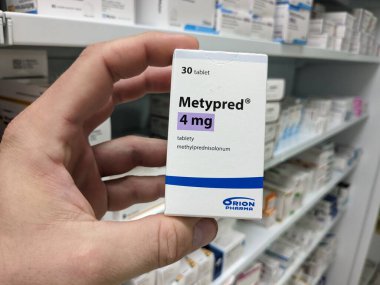 30 tablet
Metypred®
4 mg
tablety
methylprednisolonum
ORION
PHARMA